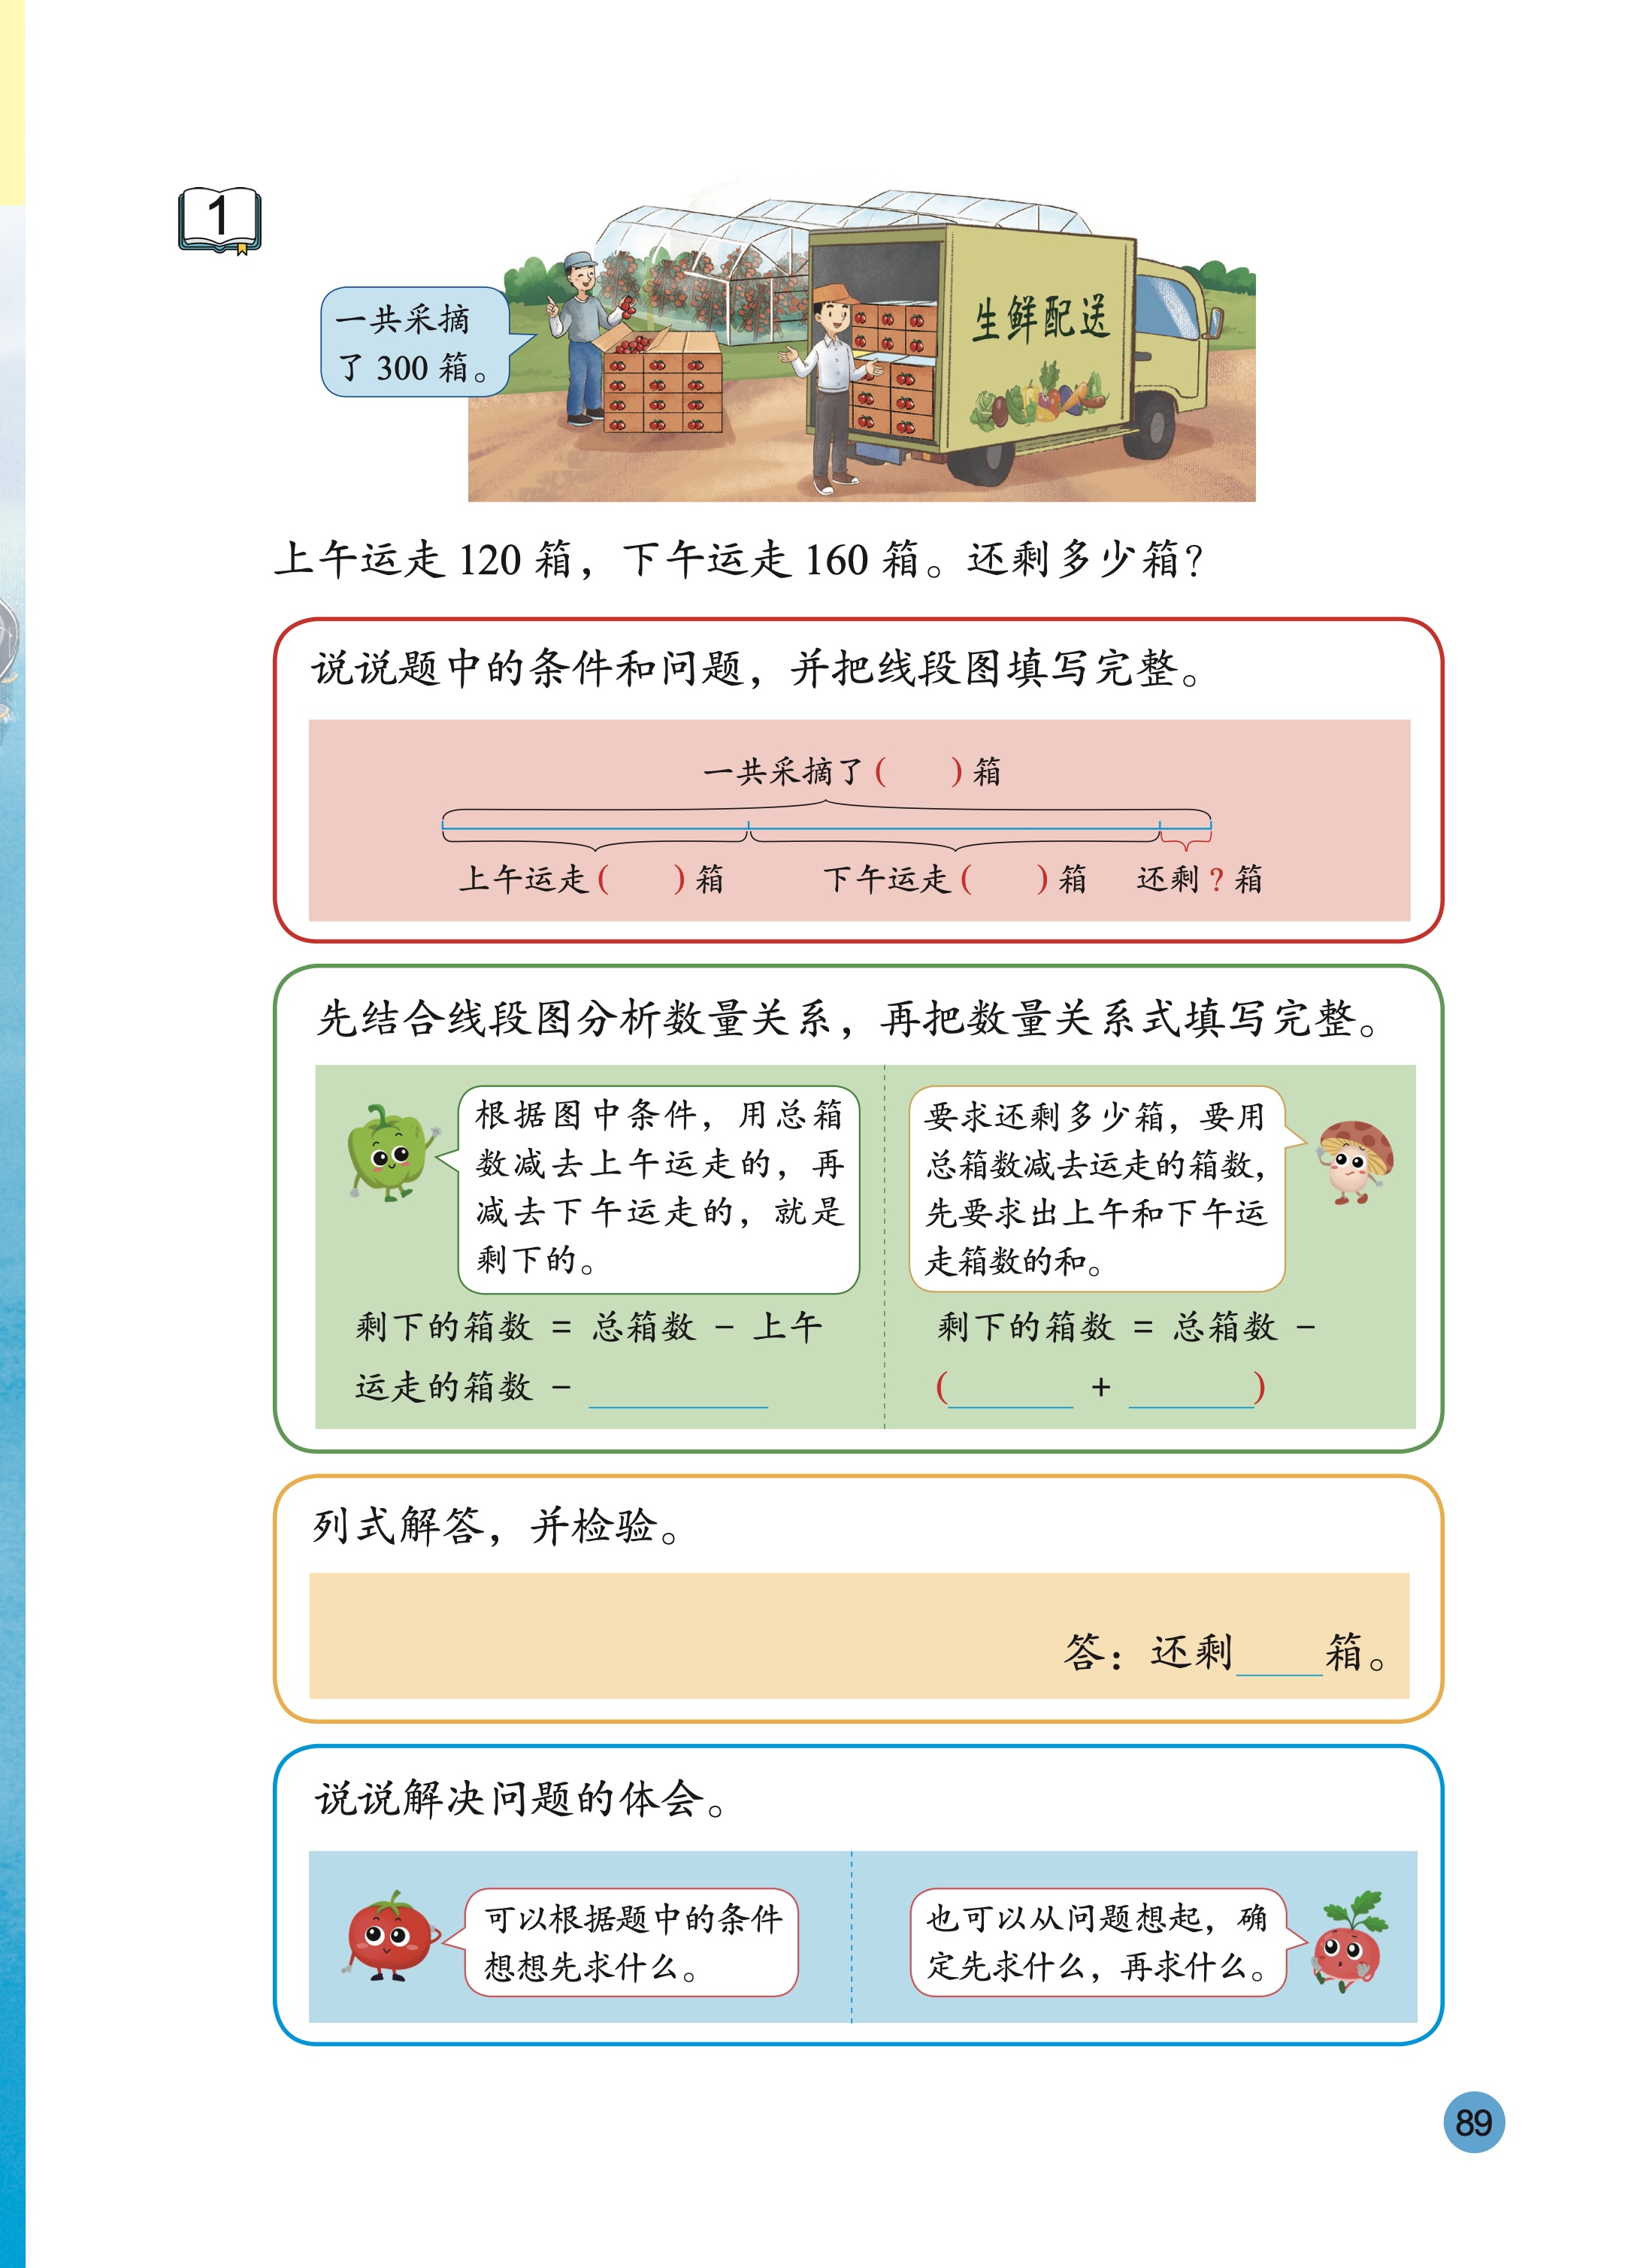 1
一共采摘
了 300 箱。
生鲜配送
上午运走 120 箱，下午运走 160 箱。还剩多少箱？
说说题中的条件和问题，并把线段图填写完整。
一共采摘了（　　）箱
上午运走（　　）箱　下午运走（　　）箱　还剩？箱
先结合线段图分析数量关系，再把数量关系式填写完整。
根据图中条件，用总箱
数减去上午运走的，再
减去下午运走的，就是
剩下的。
剩下的箱数 = 总箱数 － 上午
运走的箱数 － ______
要求还剩多少箱，要用
总箱数减去运走的箱数，
先要求出上午和下午运
走箱数的和。
剩下的箱数 = 总箱数 －
（______ + ______）
列式解答，并检验。
答：还剩____箱。
说说解决问题的体会。
可以根据题中的条件
想想先求什么。
也可以从问题想起，确
定先求什么，再求什么。
89